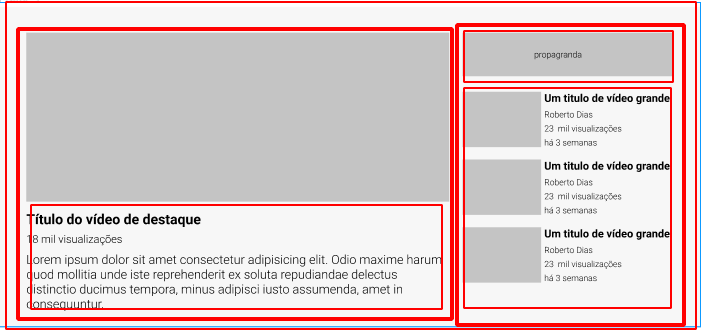 Título do vídeo de destaque
18 mil visualizações
Lorem ipsum dolor sit amet consectetur adipisicing elit. Odio maxime harum
quod mollitia unde iste reprehenderit ex soluta repudiandae delectus
distinctio ducimus tempora, minus adipisci iusto assumenda, amet in
consequuntur.
propagranda
Um titulo de vídeo grande
Roberto Dias
23 mil visualizações
há 3 semanas
Um titulo de vídeo grande
Roberto Dias
23 mil visualizações
há 3 semanas
Um titulo de vídeo grande
Roberto Dias
23 mil visualizações
há 3 semanas